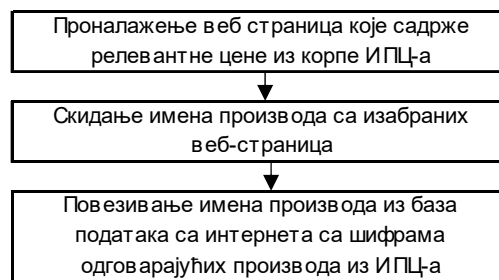 Проналажење веб страница које садрже
релевантне цене из корпе ИПЦ-а
Скидање имена производа са изабраних
веб-страница
Повезивање имена производа из база
података са интернета са шифрама
одговарајућих производа из ИПЦ-а